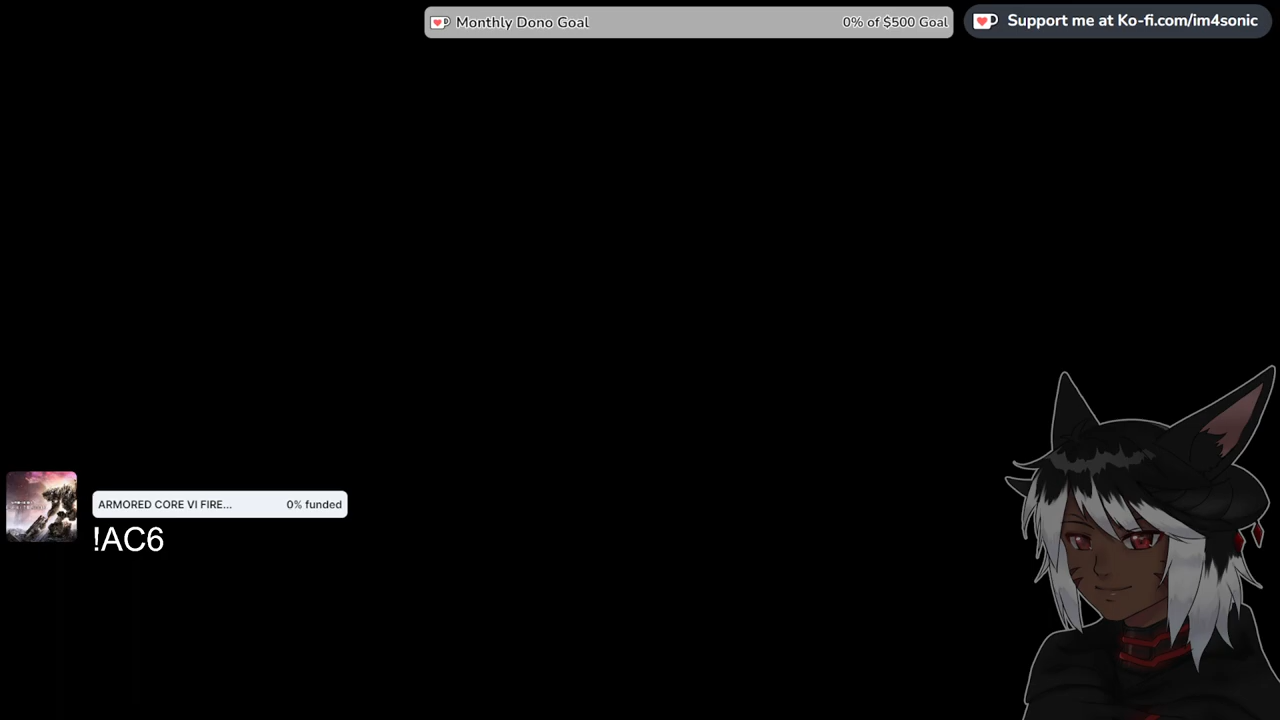 Monthly Dono Goal 0% of $500 Goal
Support me at Ko-fi.com/im4sonic
ARMORED CORE VI FIRE... 0% funded
!AC6